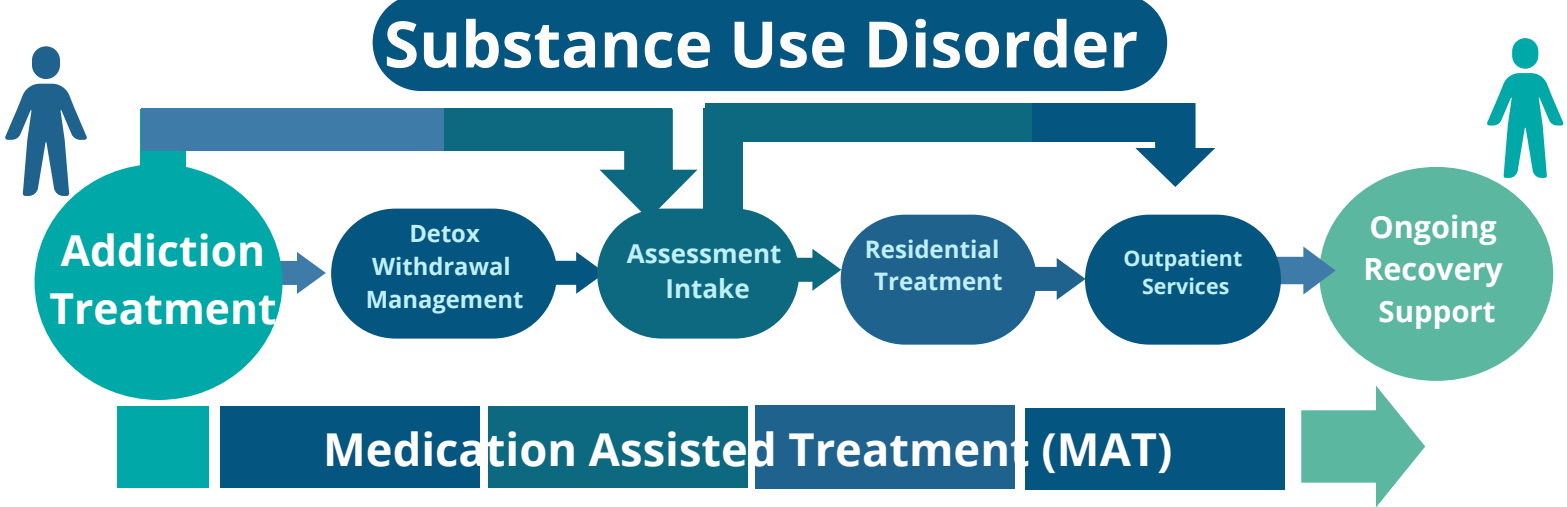 Substance Use Disorder
Addiction
Treatment
Detox
Withdrawal
Management
Assessment
Intake
Residential
Treatment
Outpatient
Services
Ongoing
Recovery
Support
Medication Assisted Treatment (MAT)